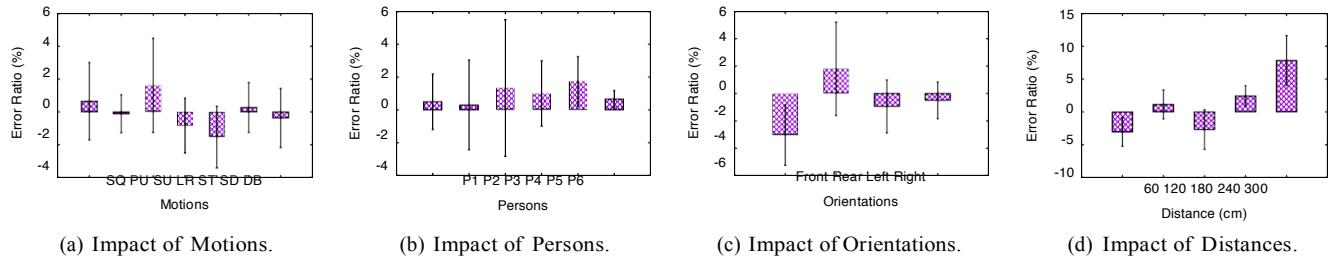 6
4
2
0
-2
-4
Error Ratio (%)
SQ PU SU LR ST SD DB
Motions
(a) Impact of Motions.
6
4
2
0
-2
-4
Error Ratio (%)
P1 P2 P3 P4 P5 P6
Persons
(b) Impact of Persons.
6
4
2
0
-2
-4
-6
Error Ratio (%)
Front Rear Left Right
Orientations
(c) Impact of Orientations.
15
10
5
0
-5
-10
Error Ratio (%)
60 120 180 240 300
Distance (cm)
(d) Impact of Distances.